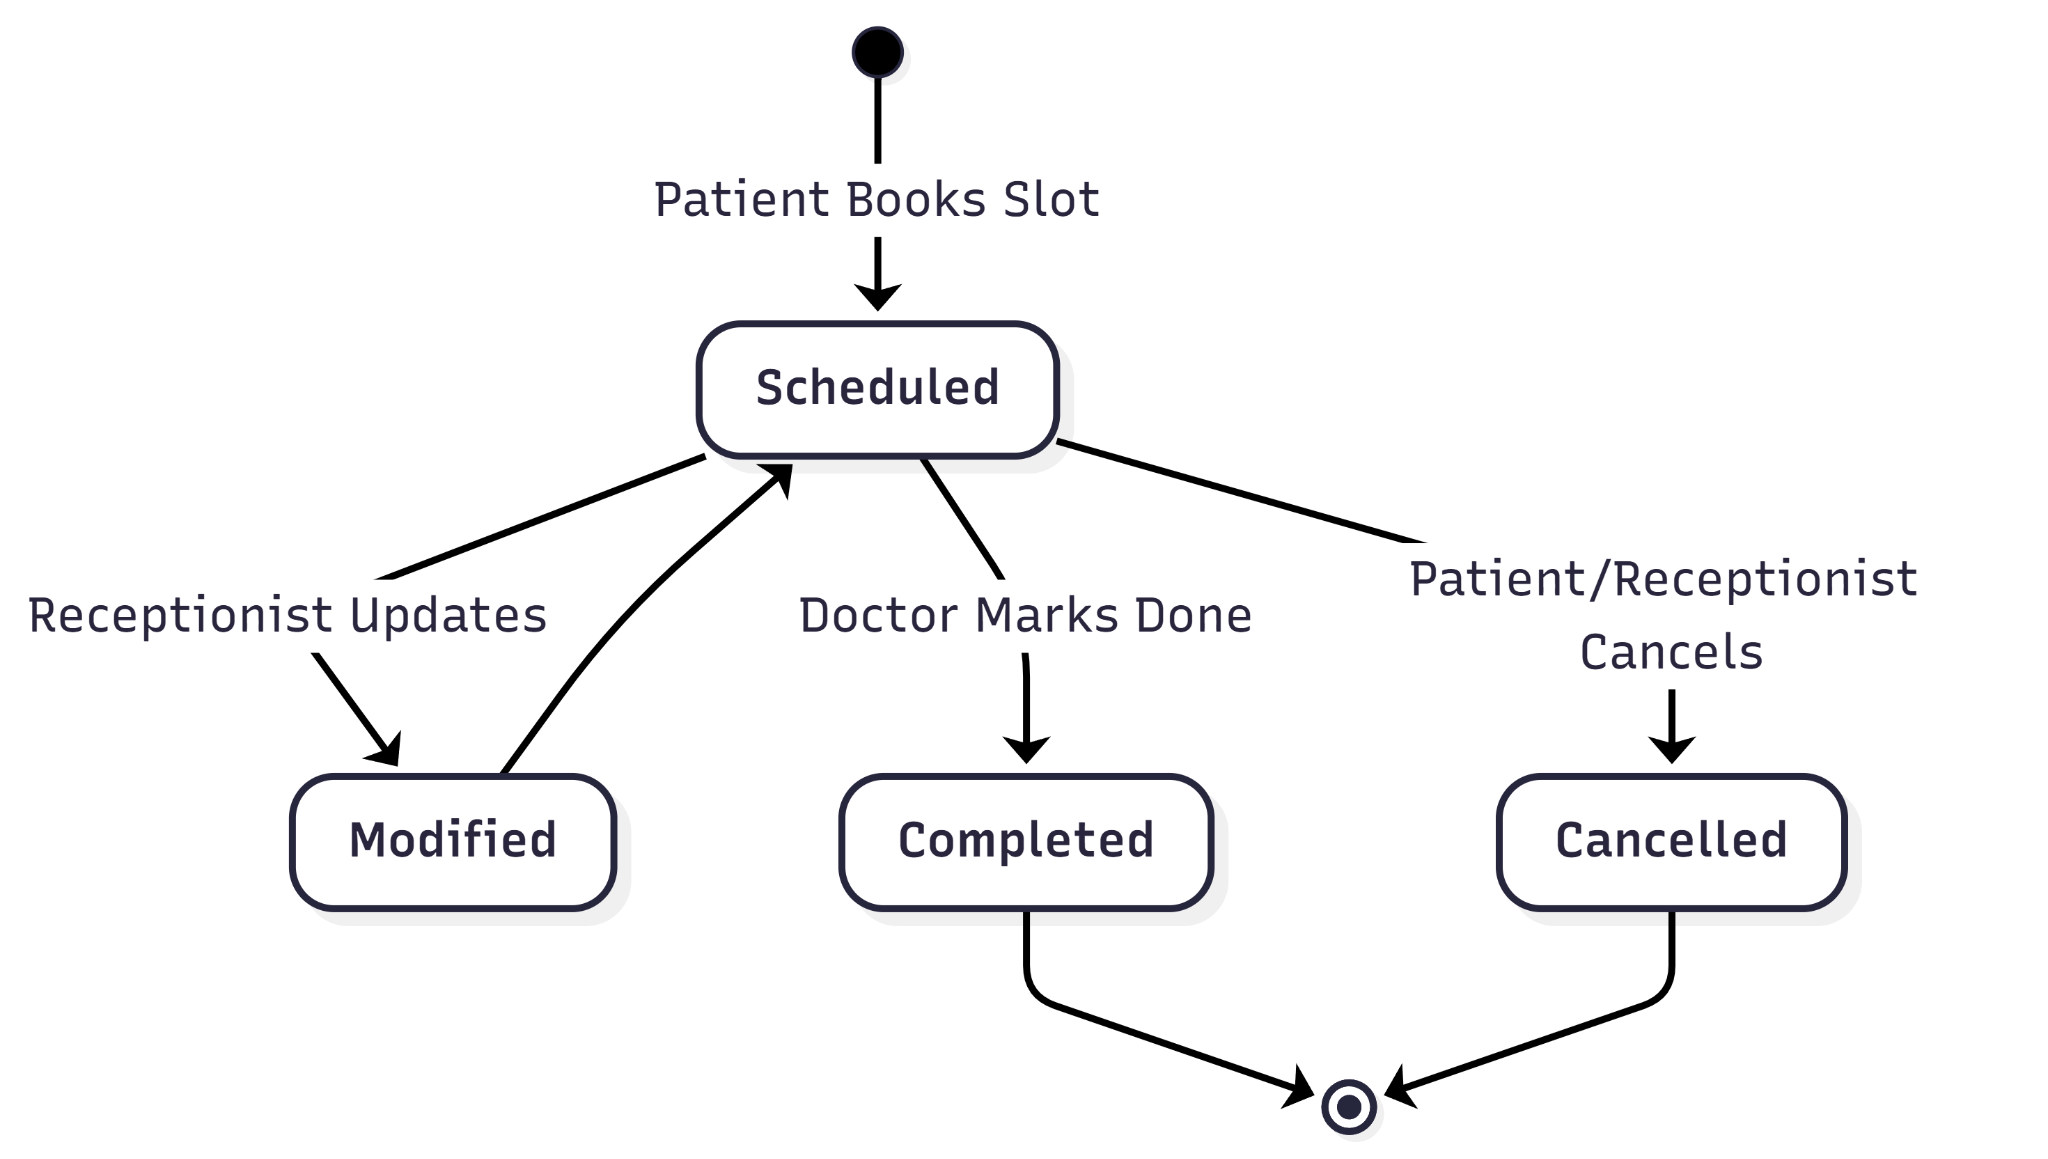 Patient Books Slot
Scheduled
Receptionist Updates
Doctor Marks Done
Patient/Receptionist
Cancels
Modified
Completed
Cancelled